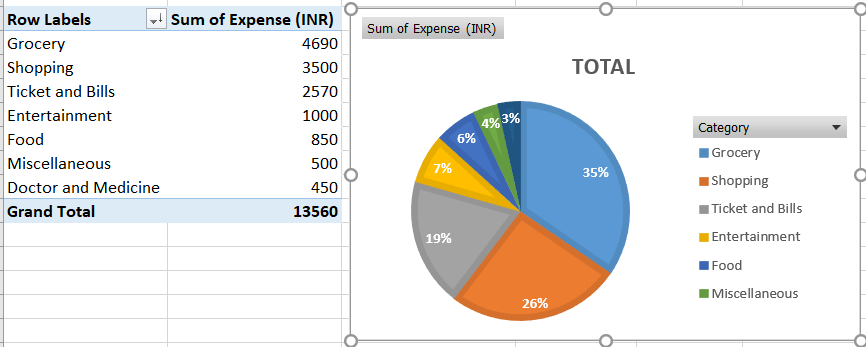 Row Labels Sum of Expense (INR)
Grocery 4690
Shopping 3500
Ticket and Bills 2570
Entertainment 1000
Food 850
Miscellaneous 500
Doctor and Medicine 450
Grand Total 13560
Sum of Expense (INR)
TOTAL
3%
4%
6%
7%
35%
19%
26%
Category
Grocery
Shopping
Ticket and Bills
Entertainment
Food
Miscellaneous